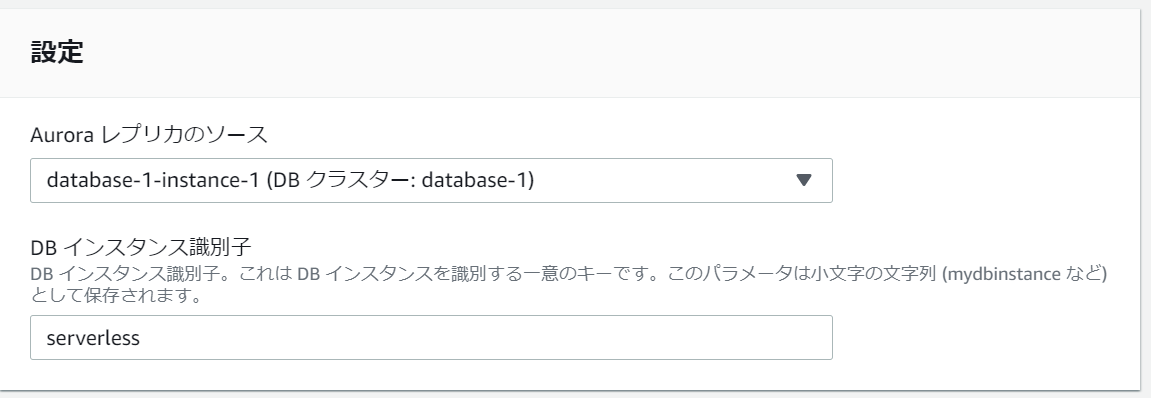 設定
Aurora レプリカのソース
database-1-instance-1 (DB クラスター: database-1)
DB インスタンス識別子
DB インスタンス識別子。これは DB インスタンスを識別する一意のキーです。このパラメータは小文字の文字列 (mydbinstance など)
として保存されます。
serverless